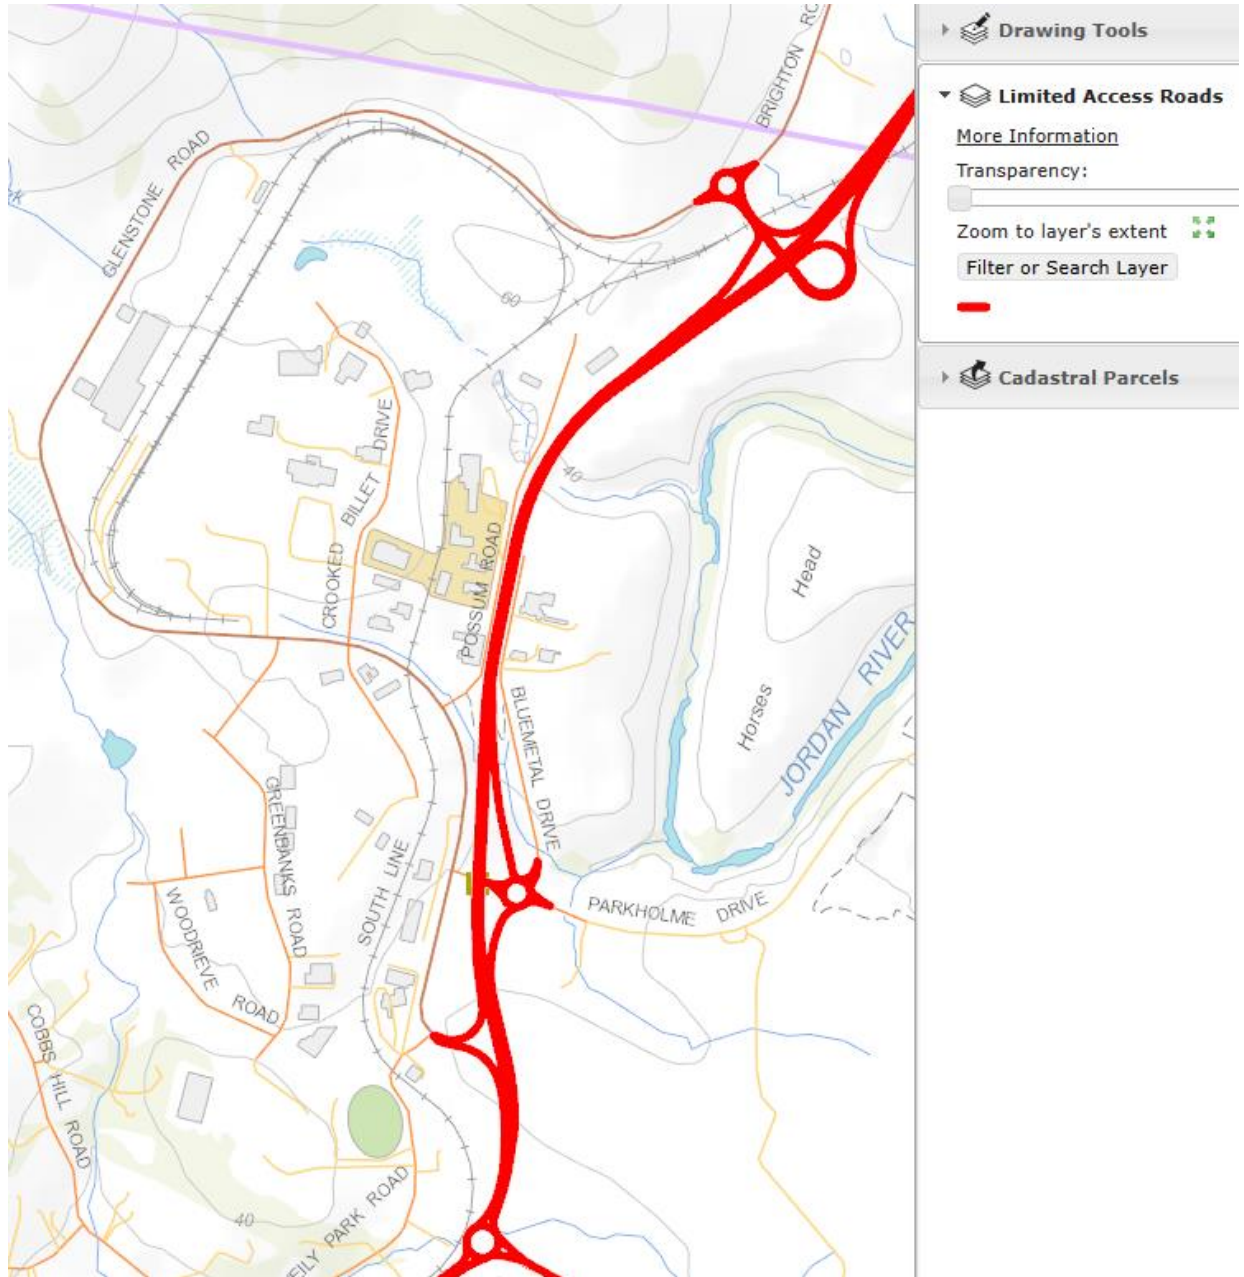 Drawing Tools
Limited Access Roads
More Information
Transparency:
Zoom to layer's extent
Filter or Search Layer
Cadastral Parcels
BRIGHTON
GLENSTONE ROAD
60
CROOKED BILLET DRIVE
40
POSSUM ROAD
Horses Head
JORDAN RIVER
BLUEMETAL DRIVE
GREENBANKS ROAD
SOUTH LINE
PARKHOLME DRIVE
WOODRIEVE ROAD
COBBS HILL ROAD
40
PARK ROAD